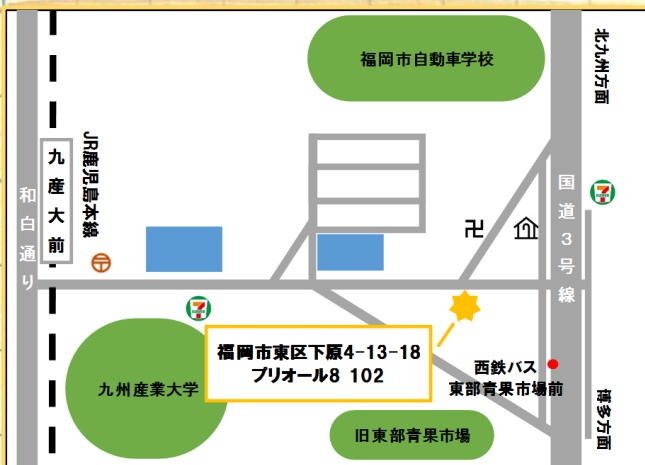 福岡市自動車学校
北九州方面
JR鹿児島本線
九産大前
和白通り
国道3号線
福岡市東区下原4-13-18
プリオール8 102
九州産業大学
西鉄バス
東部青果市場前
旧東部青果市場
博多方面